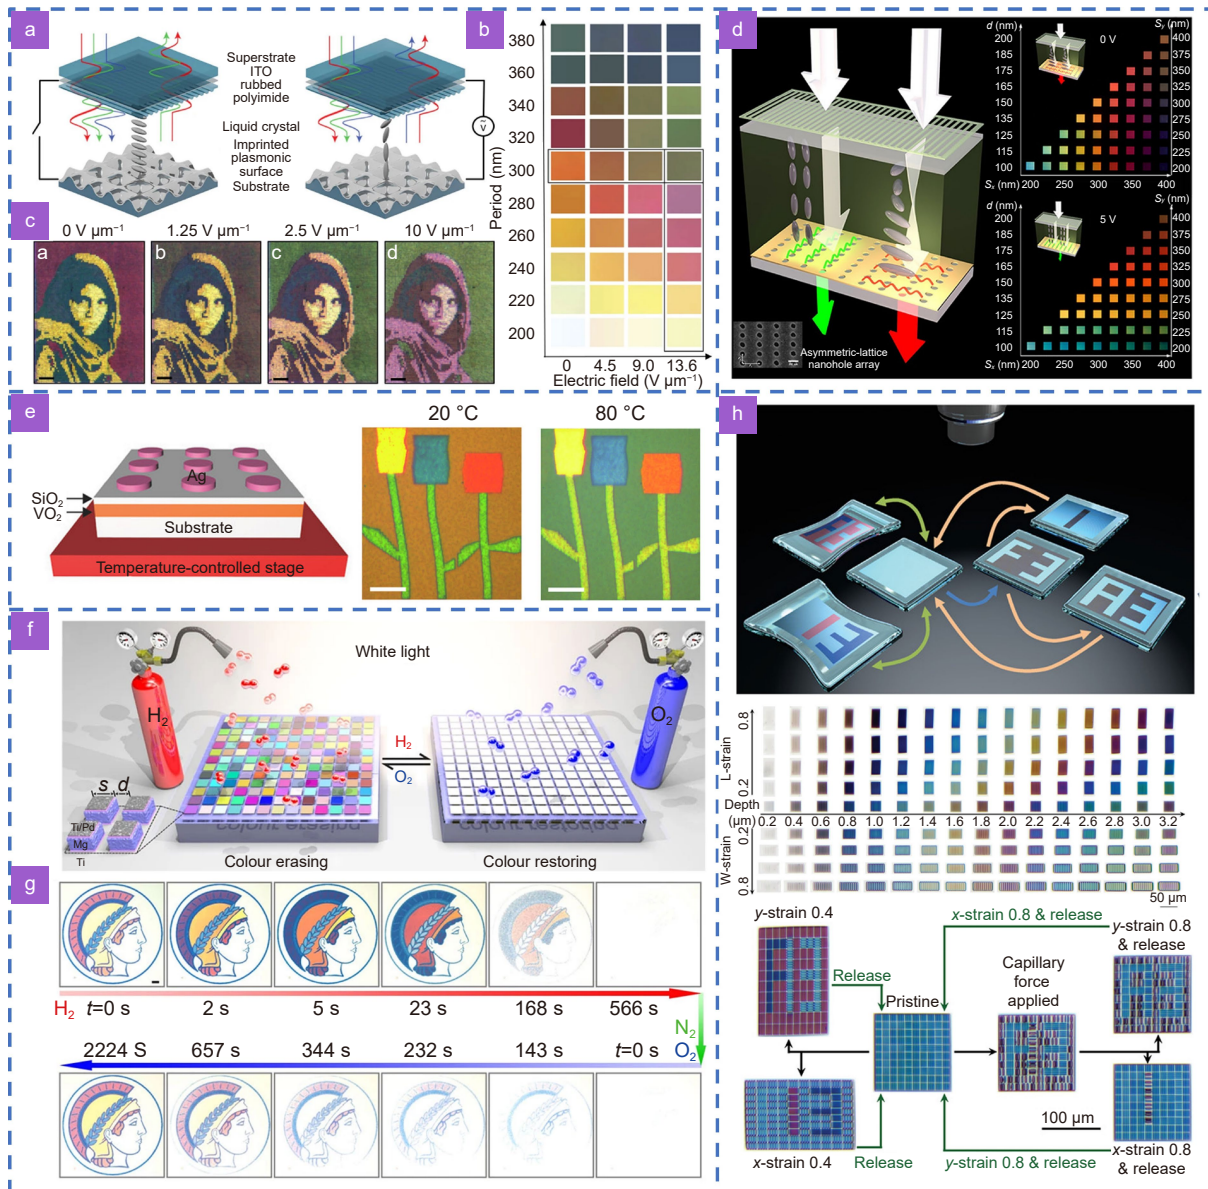 a
Superstrate
ITO
rubbed
polyimide
Liquid crystal
Imprinted
plasmonic
surface
Substrate
ṽ
b
Period (nm)
380
360
340
320
300
280
260
240
220
200
0 4.5 9.0 13.6
Electric field (V μm⁻¹)
c
0 V μm⁻¹ 1.25 V μm⁻¹ 2.5 V μm⁻¹ 10 V μm⁻¹
a b c d
d
Asymmetric-lattice
nanohole array
d (nm) Sy (nm)
0 V
200 400
185 375
175 350
165 325
150 300
135 275
125 250
115 225
100 200
Sx (nm) 200 250 300 350 400
d (nm) Sy (nm)
5 V
200 400
185 375
175 350
165 325
150 300
135 275
125 250
115 225
100 200
Sx (nm) 200 250 300 350 400
e
Ag
SiO₂
VO₂
Substrate
Temperature-controlled stage
20 °C 80 °C
f
White light
H₂
O₂
H₂
O₂
s d
Ti/Pd
Mg
Ti
Colour erasing
Colour restoring
Colour erasing Colour restoring
g
H₂ t=0 s 2 s 5 s 23 s 168 s 566 s
N₂
O₂
2224 S 657 s 344 s 232 s 143 s t=0 s
h
F3
A3
L-strain
0.8
0.2
Depth
(μm)
0.2 0.4 0.6 0.8 1.0 1.2 1.4 1.6 1.8 2.0 2.2 2.4 2.6 2.8 3.0 3.2
W-strain
0.2
0.8
50 μm
y-strain 0.4
x-strain 0.8 & release
y-strain 0.8
& release
Release
Pristine
Capillary
force
applied
100 μm
x-strain 0.4
Release
y-strain 0.8 & release
x-strain 0.8
& release